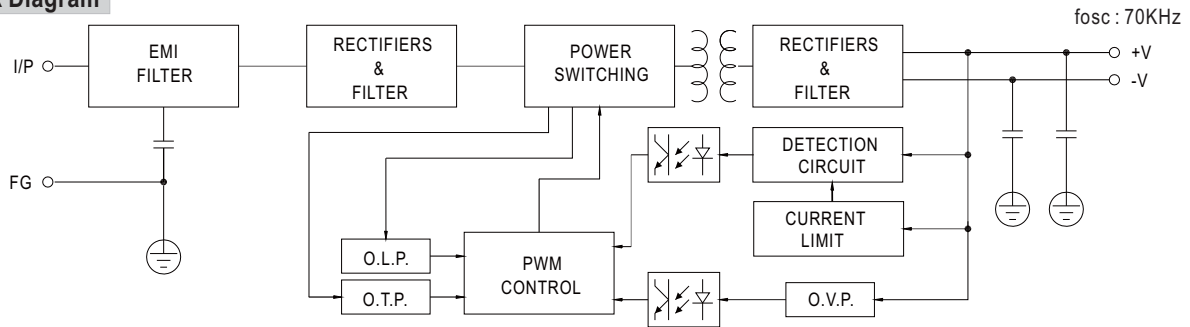 Diagram
fosc : 70KHz
I/P
EMI
FILTER
RECTIFIERS
&
FILTER
POWER
SWITCHING
RECTIFIERS
&
FILTER
+V
-V
FG
DETECTION
CIRCUIT
CURRENT
LIMIT
O.L.P.
O.T.P.
PWM
CONTROL
O.V.P.